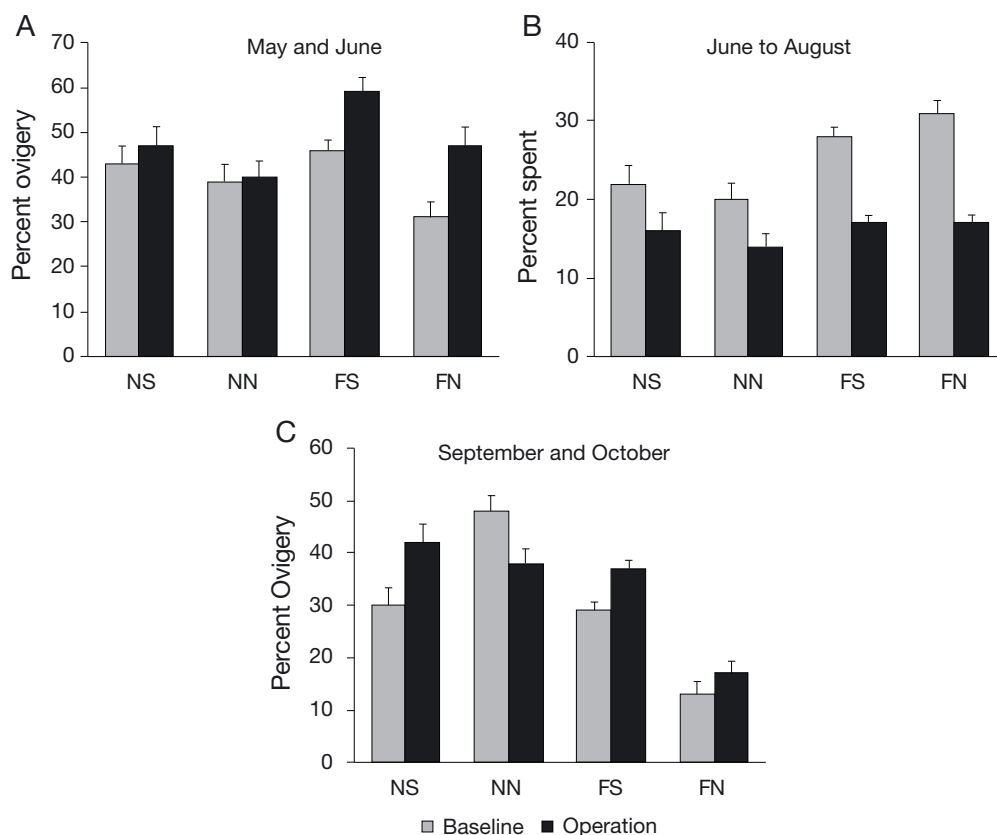 A
May and June
Percent ovigery
70
60
50
40
30
20
10
0
NS NN FS FN
B
June to August
Percent spent
40
30
20
10
0
NS NN FS FN
C
September and October
Percent Ovigery
60
50
40
30
20
10
0
NS NN FS FN
Baseline Operation